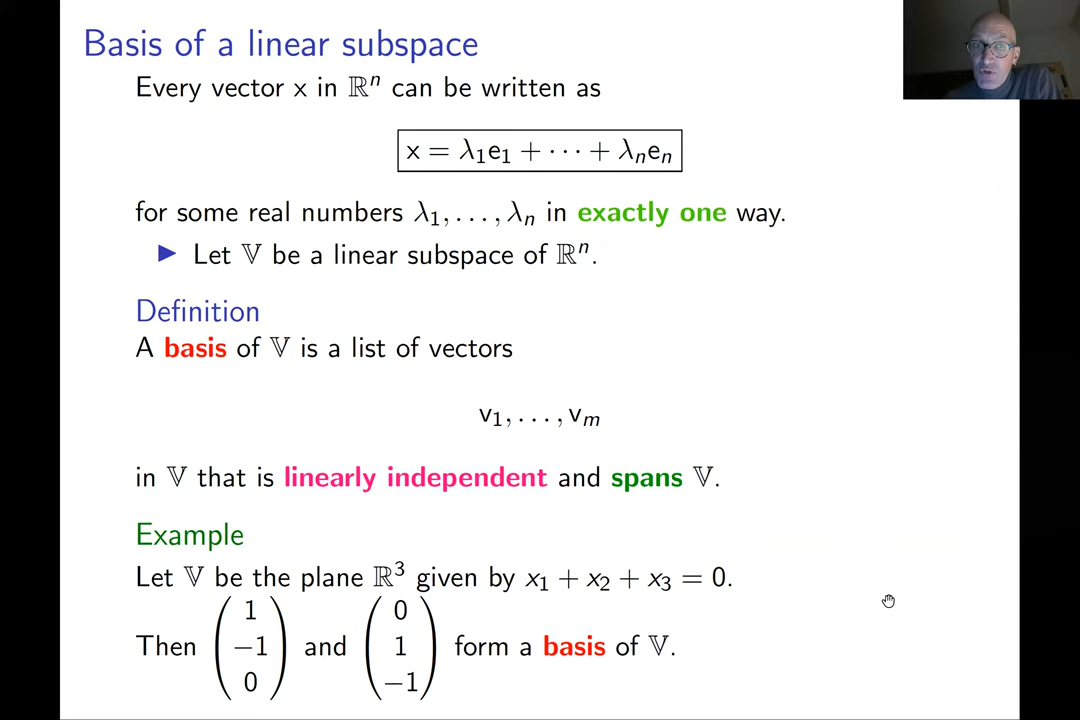 Basis of a linear subspace
Every vector x in ℝⁿ can be written as
x = λ₁e₁ + ⋯ + λₙeₙ
for some real numbers λ₁, . . . , λₙ in exactly one way.
▶ Let 𝕍 be a linear subspace of ℝⁿ.
Definition
A basis of 𝕍 is a list of vectors
v₁, . . . , vₘ
in 𝕍 that is linearly independent and spans 𝕍.
Example
Let 𝕍 be the plane ℝ³ given by x₁ + x₂ + x₃ = 0.
Then (1 −1 0) and (0 1 −1) form a basis of 𝕍.